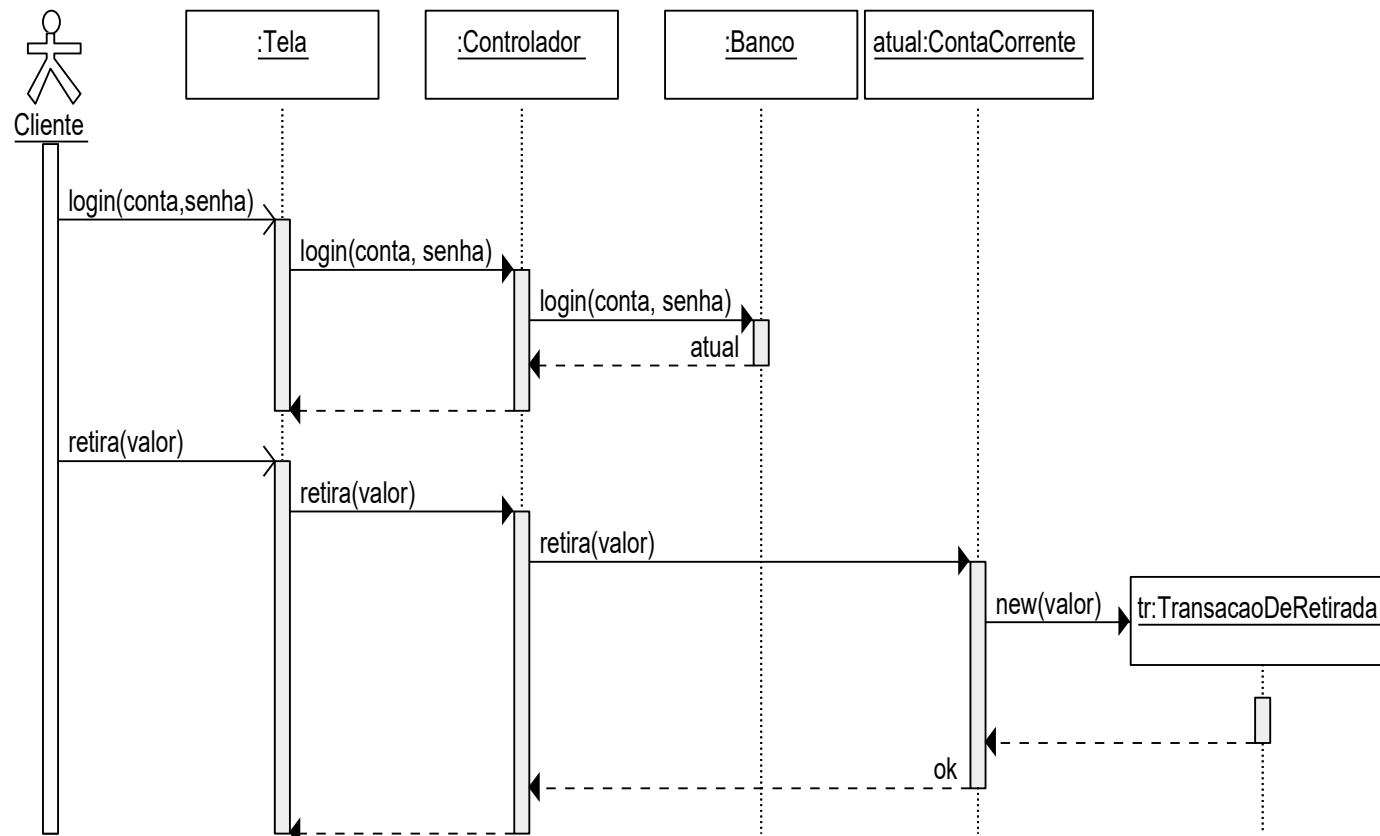 :Tela
:Controlador
:Banco
atual:ContaCorrente
Cliente
login(conta,senha)
login(conta, senha)
login(conta, senha)
atual
retira(valor)
retira(valor)
retira(valor)
new(valor)
tr:TransacaoDeRetirada
ok